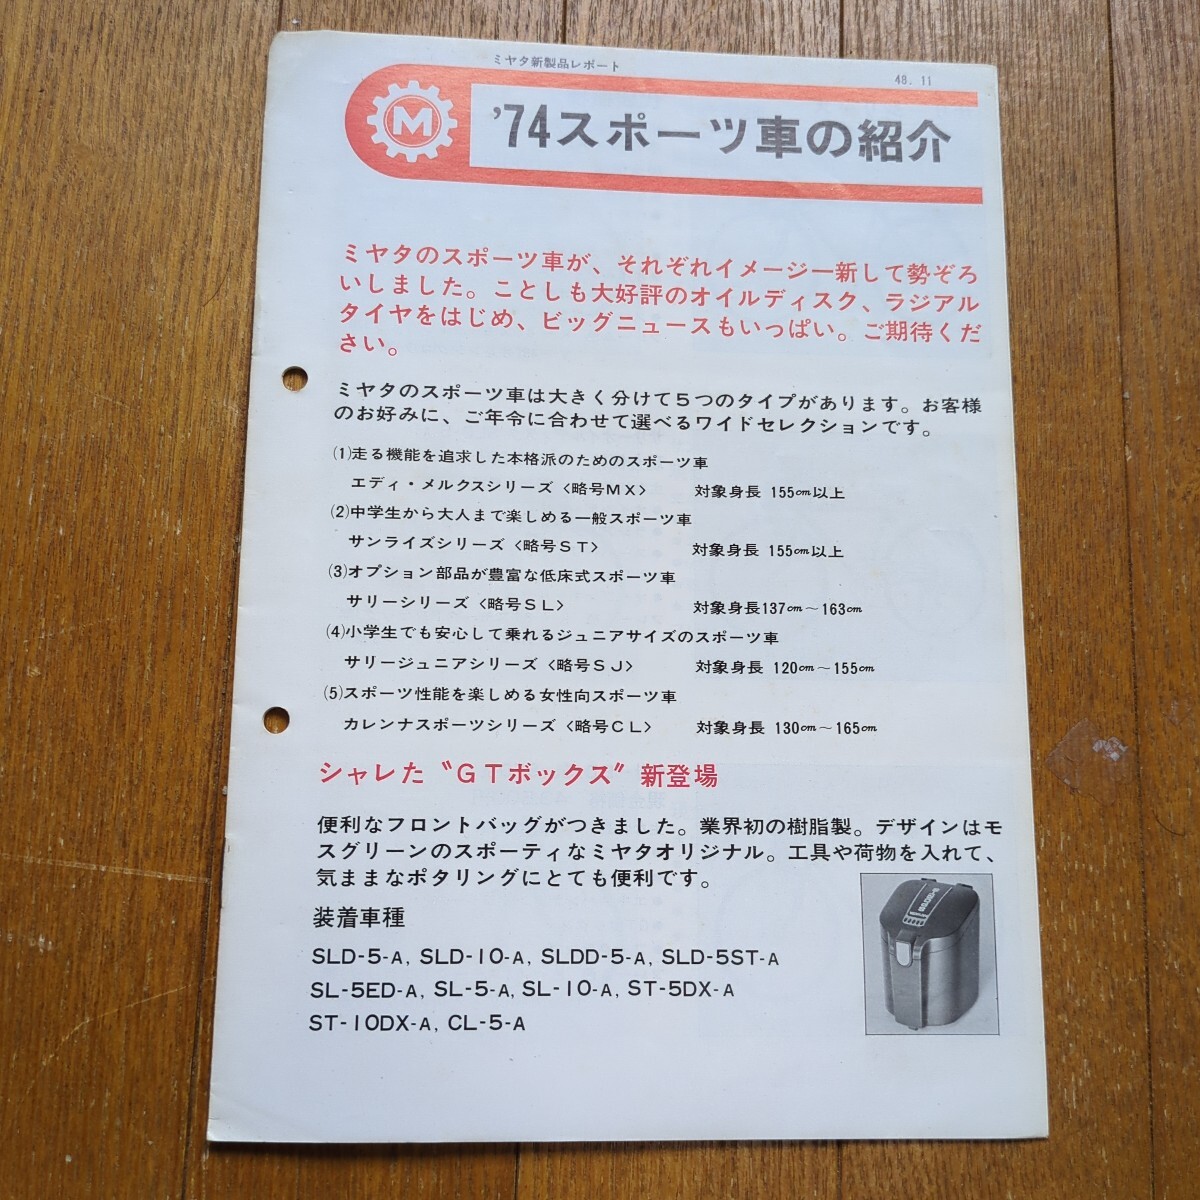 ミヤタ新製品レポート
48. 11
M
'74スポーツ車の紹介
ミヤタのスポーツ車が、それぞれイメージ一新して勢ぞろ
いしました。ことしも大好評のオイルディスク、ラジアル
タイヤをはじめ、ビッグニュースもいっぱい。ご期待くだ
さい。
ミヤタのスポーツ車は大きく分けて5つのタイプがあります。お客様
のお好みに、ご年令に合わせて選べるワイドセレクションです。
(1)走る機能を追求した本格派のためのスポーツ車
エディ・メルクスシリーズ〈略号MX〉 対象身長 155cm以上
(2)中学生から大人まで楽しめる一般スポーツ車
サンライズシリーズ〈略号ST〉 対象身長 155cm以上
(3)オプション部品が豊富な低床式スポーツ車
サリーシリーズ〈略号SL〉 対象身長137cm～163cm
(4)小学生でも安心して乗れるジュニアサイズのスポーツ車
サリージュニアシリーズ〈略号SJ〉 対象身長 120cm～155cm
(5)スポーツ性能を楽しめる女性向スポーツ車
カレンナスポーツシリーズ〈略号CL〉 対象身長 130cm～165cm
シャレた〝GTボックス〞新登場
便利なフロントバッグがつきました。業界初の樹脂製。デザインはモ
スグリーンのスポーティなミヤタオリジナル。工具や荷物を入れて、
気ままなポタリングにとても便利です。
装着車種
SLD-5-A, SLD-10-A, SLDD-5-A, SLD-5ST-A
SL-5ED-A, SL-5-A, SL-10-A, ST-5DX-A
ST-10DX-A, CL-5-A